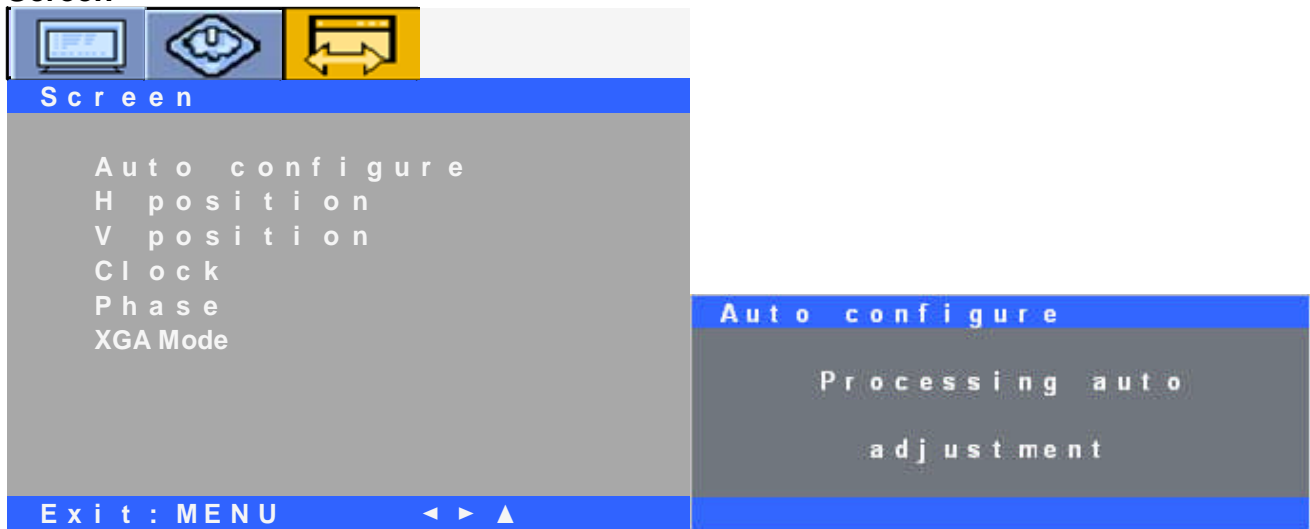 Screen
Auto configure
H position
V position
Clock
Phase
XGA Mode
Exit:MENU ◄ ► ▲
Auto configure
Processing auto
adjustment